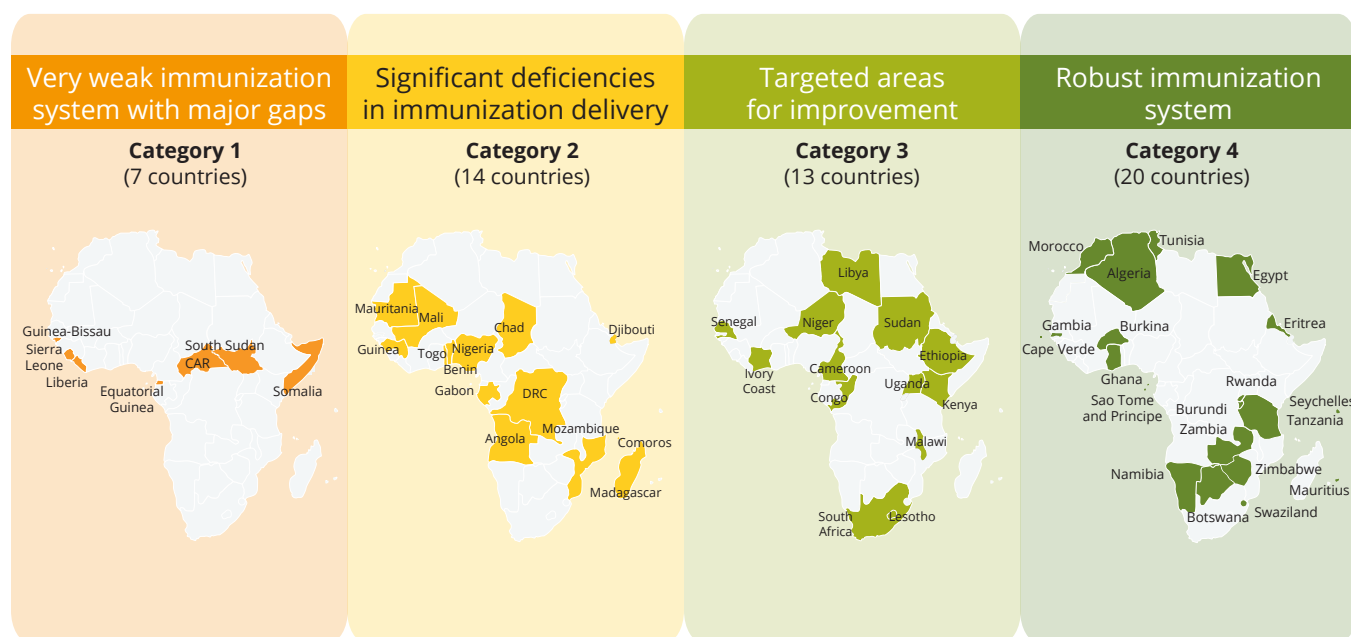 Very weak immunization
system with major gaps
Category 1
(7 countries)
Guinea-Bissau
Sierra
Leone
Liberia
South Sudan
CAR
Equatorial
Guinea
Somalia
Significant deficiencies
in immunization delivery
Category 2
(14 countries)
Mauritania
Mali
Chad
Djibouti
Guinea
Togo
Nigeria
Benin
Gabon
DRC
Angola
Mozambique
Comoros
Madagascar
Targeted areas
for improvement
Category 3
(13 countries)
Libya
Senegal
Niger
Sudan
Ethiopia
Ivory
Coast
Cameroon
Congo
Uganda
Kenya
Malawi
South
Africa
Lesotho
Robust immunization
system
Category 4
(20 countries)
Morocco
Tunisia
Algeria
Egypt
Gambia
Burkina
Eritrea
Cape Verde
Ghana
Rwanda
Sao Tome
and Principe
Seychelles
Burundi
Tanzania
Zambia
Namibia
Zimbabwe
Mauritius
Botswana
Swaziland